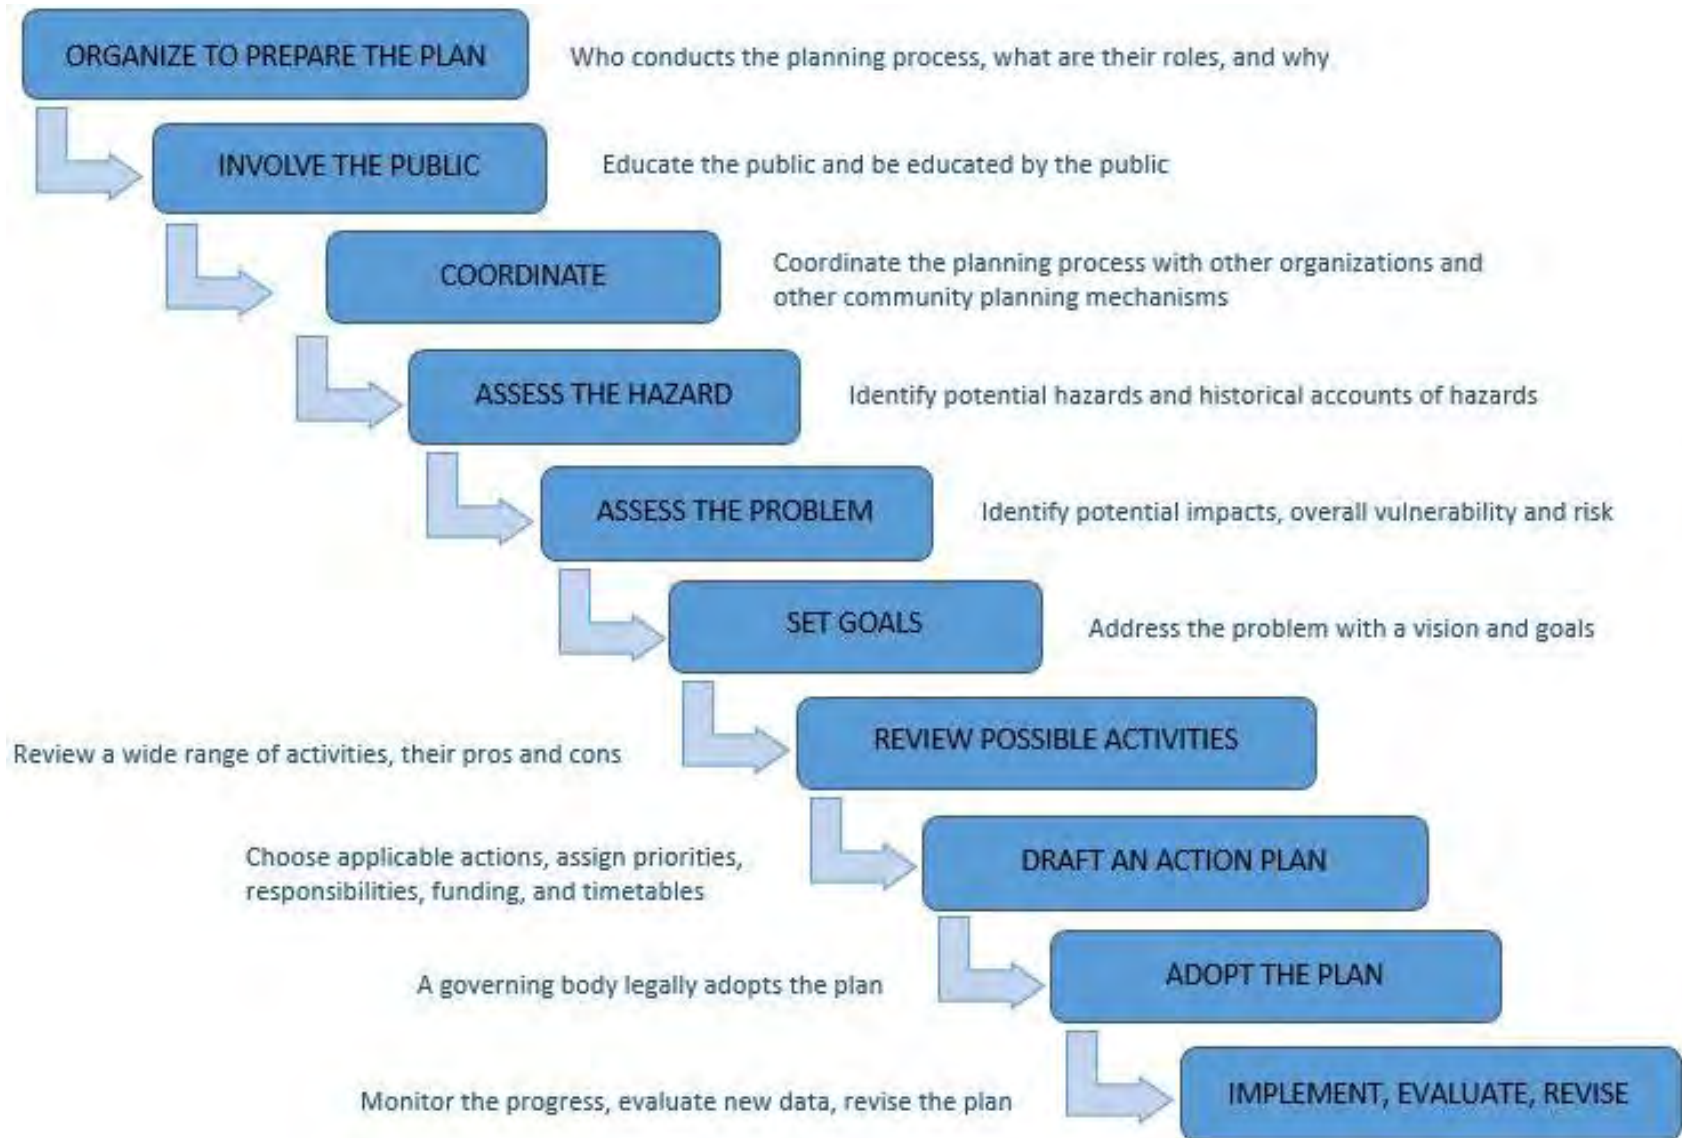 ORGANIZE TO PREPARE THE PLAN
Who conducts the planning process, what are their roles, and why
INVOLVE THE PUBLIC
Educate the public and be educated by the public
COORDINATE
Coordinate the planning process with other organizations and
other community planning mechanisms
ASSESS THE HAZARD
Identify potential hazards and historical accounts of hazards
ASSESS THE PROBLEM
Identify potential impacts, overall vulnerability and risk
SET GOALS
Address the problem with a vision and goals
REVIEW POSSIBLE ACTIVITIES
Review a wide range of activities, their pros and cons
DRAFT AN ACTION PLAN
Choose applicable actions, assign priorities,
responsibilities, funding, and timetables
ADOPT THE PLAN
A governing body legally adopts the plan
IMPLEMENT, EVALUATE, REVISE
Monitor the progress, evaluate new data, revise the plan